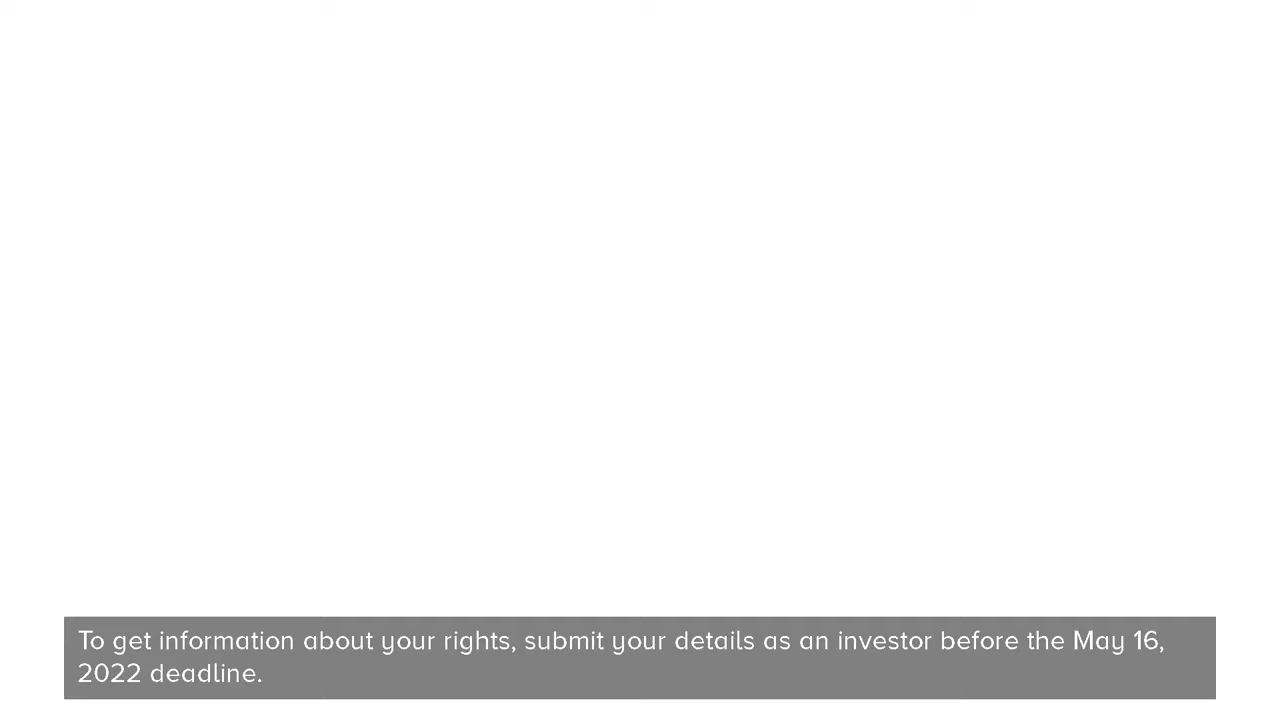 To get information about your rights, submit your details as an investor before the May 16,
2022 deadline.